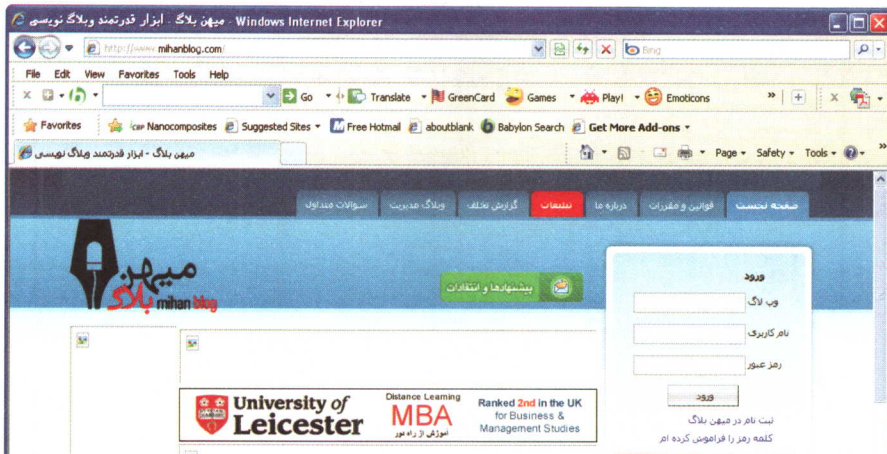 میهن بلاگ - ابزار قدرتمند وبلاگ نویسی - Windows Internet Explorer
http://www.mihanblog.com/
Bing
File Edit View Favorites Tools Help
Go Translate GreenCard Games Play! Emoticons
Favorites Nanocomposites Suggested Sites Free Hotmail aboutblank Babylon Search Get More Add-ons
میهن بلاگ - ابزار قدرتمند وبلاگ نویسی
Page Safety Tools
صفحه نخست قوانین و مقررات درباره ما تبلیغات گزارش تخلف وبلاگ مدیریت سوالات متداول
میهن بلاگ
mihan blog
پیشنهادها و انتقادات
ورود
وب لاگ
نام کاربری
رمز عبور
ورود
ثبت نام در میهن بلاگ
کلمه رمز را فراموش کرده ام
University of Leicester
Distance Learning
MBA
آموزش از راه دور
Ranked 2nd in the UK
for Business &
Management Studies